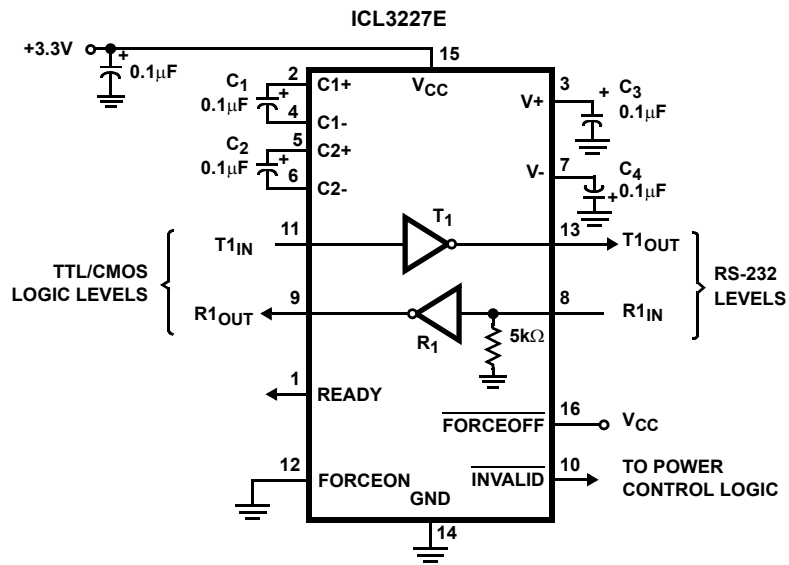 ICL3227E
+3.3V
+
0.1µF
15
VCC
C1
0.1µF
+
2
C1+
4
C1-
C2
0.1µF
+
5
C2+
6
C2-
3
V+
+
C3
0.1µF
7
V-
C4
0.1µF
+
TTL/CMOS
LOGIC LEVELS
T1IN
11
T1
13
T1OUT
R1OUT
9
R1
5kΩ
8
R1IN
RS-232
LEVELS
1
READY
FORCEOFF
16
VCC
12
FORCEON
INVALID
10
TO POWER
CONTROL LOGIC
GND
14